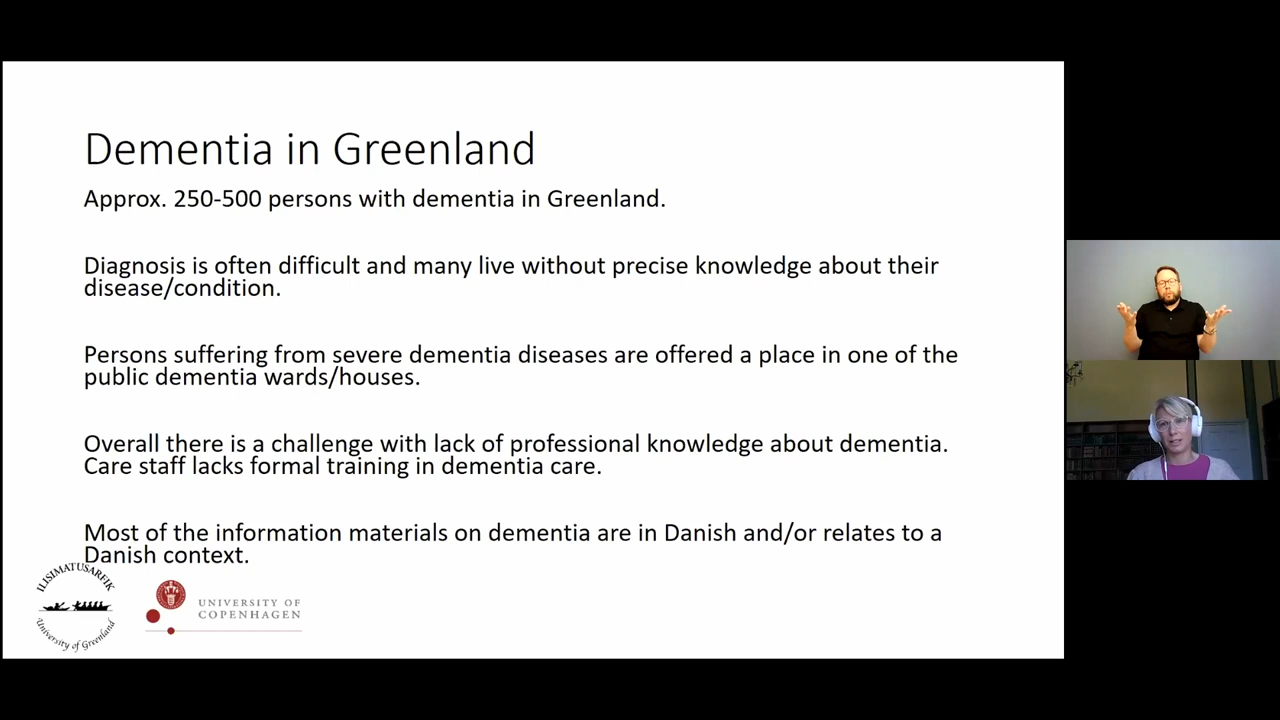 Dementia in Greenland
Approx. 250-500 persons with dementia in Greenland.
Diagnosis is often difficult and many live without precise knowledge about their
disease/condition.
Persons suffering from severe dementia diseases are offered a place in one of the
public dementia wards/houses.
Overall there is a challenge with lack of professional knowledge about dementia.
Care staff lacks formal training in dementia care.
Most of the information materials on dementia are in Danish and/or relates to a
Danish context.
ILISIMATUSARFIK
University of Greenland
UNIVERSITY OF
COPENHAGEN